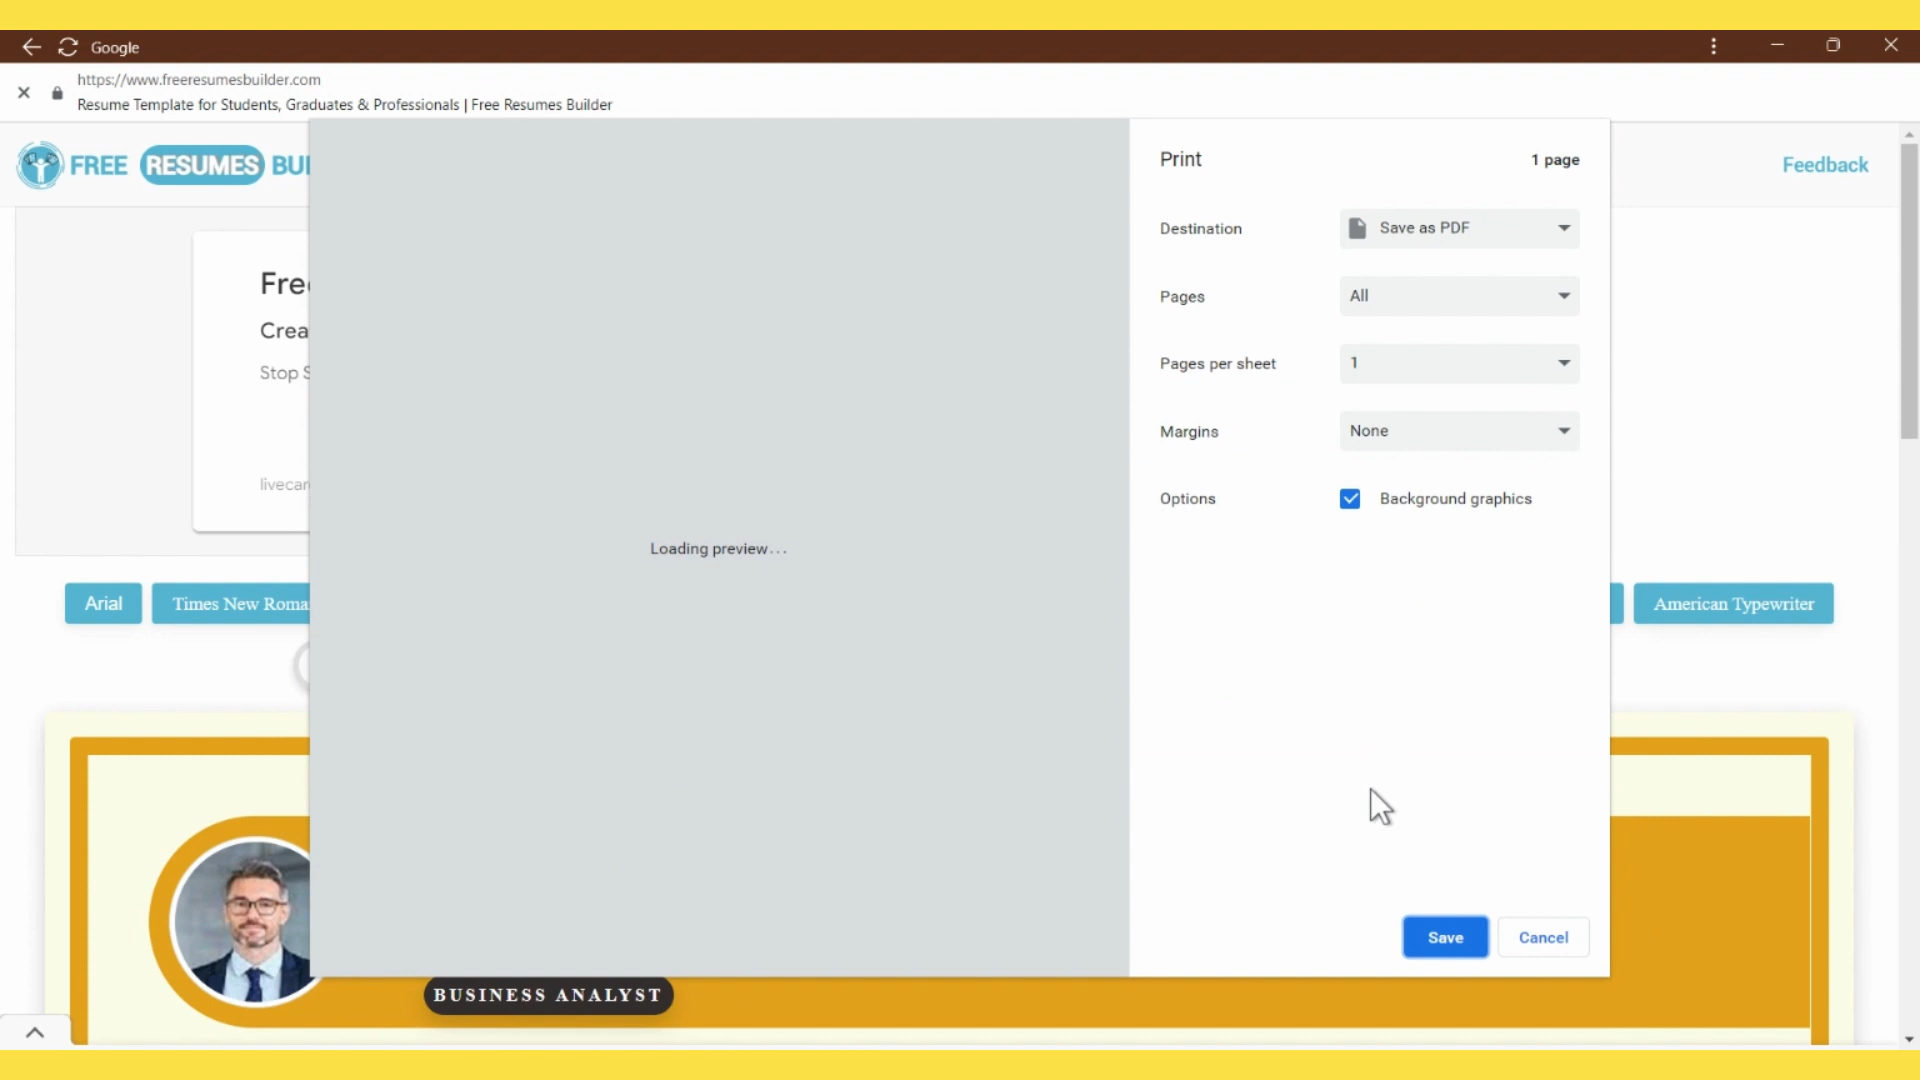 Google
https://www.freeresumesbuilder.com
Resume Template for Students, Graduates & Professionals | Free Resumes Builder
FREE RESUMES BUI
Feedback
Print
1 page
Destination
Save as PDF
Pages
All
Pages per sheet
1
Margins
None
Options
Background graphics
Fre
Crea
Stop S
livecar
Loading preview...
Arial
Times New Roma
American Typewriter
Save
Cancel
BUSINESS ANALYST